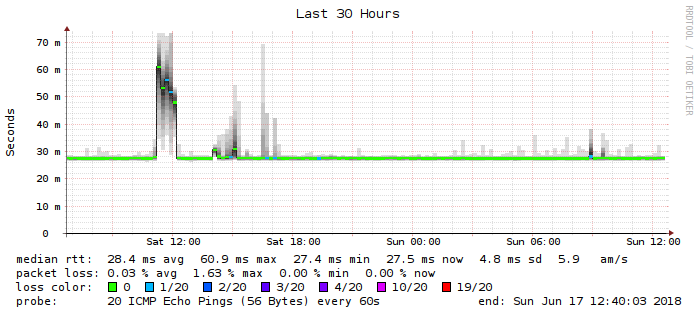 Last 30 Hours
RRDTOOL / TOBI OETIKER
Seconds
70 m
60 m
50 m
40 m
30 m
20 m
10 m
0
Sat 12:00 Sat 18:00 Sun 00:00 Sun 06:00 Sun 12:00
median rtt: 28.4 ms avg 60.9 ms max 27.4 ms min 27.5 ms now 4.8 ms sd 5.9 am/s
packet loss: 0.03 % avg 1.63 % max 0.00 % min 0.00 % now
loss color: 0 1/20 2/20 3/20 4/20 10/20 19/20
probe: 20 ICMP Echo Pings (56 Bytes) every 60s end: Sun Jun 17 12:40:03 2018